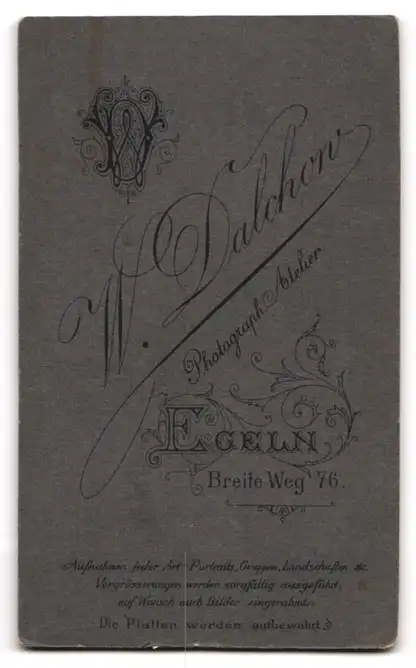 W. Dalchow
Photograph. Atelier
EGELN
Breite Weg 76.
Aufnahmen jeder Art Portraits, Gruppen, Landschaften &c.
Vergrösserungen werden sorgfältig ausgeführt,
auf Wunsch auch Bilder eingerahmt.
Die Platten werden aufbewahrt.